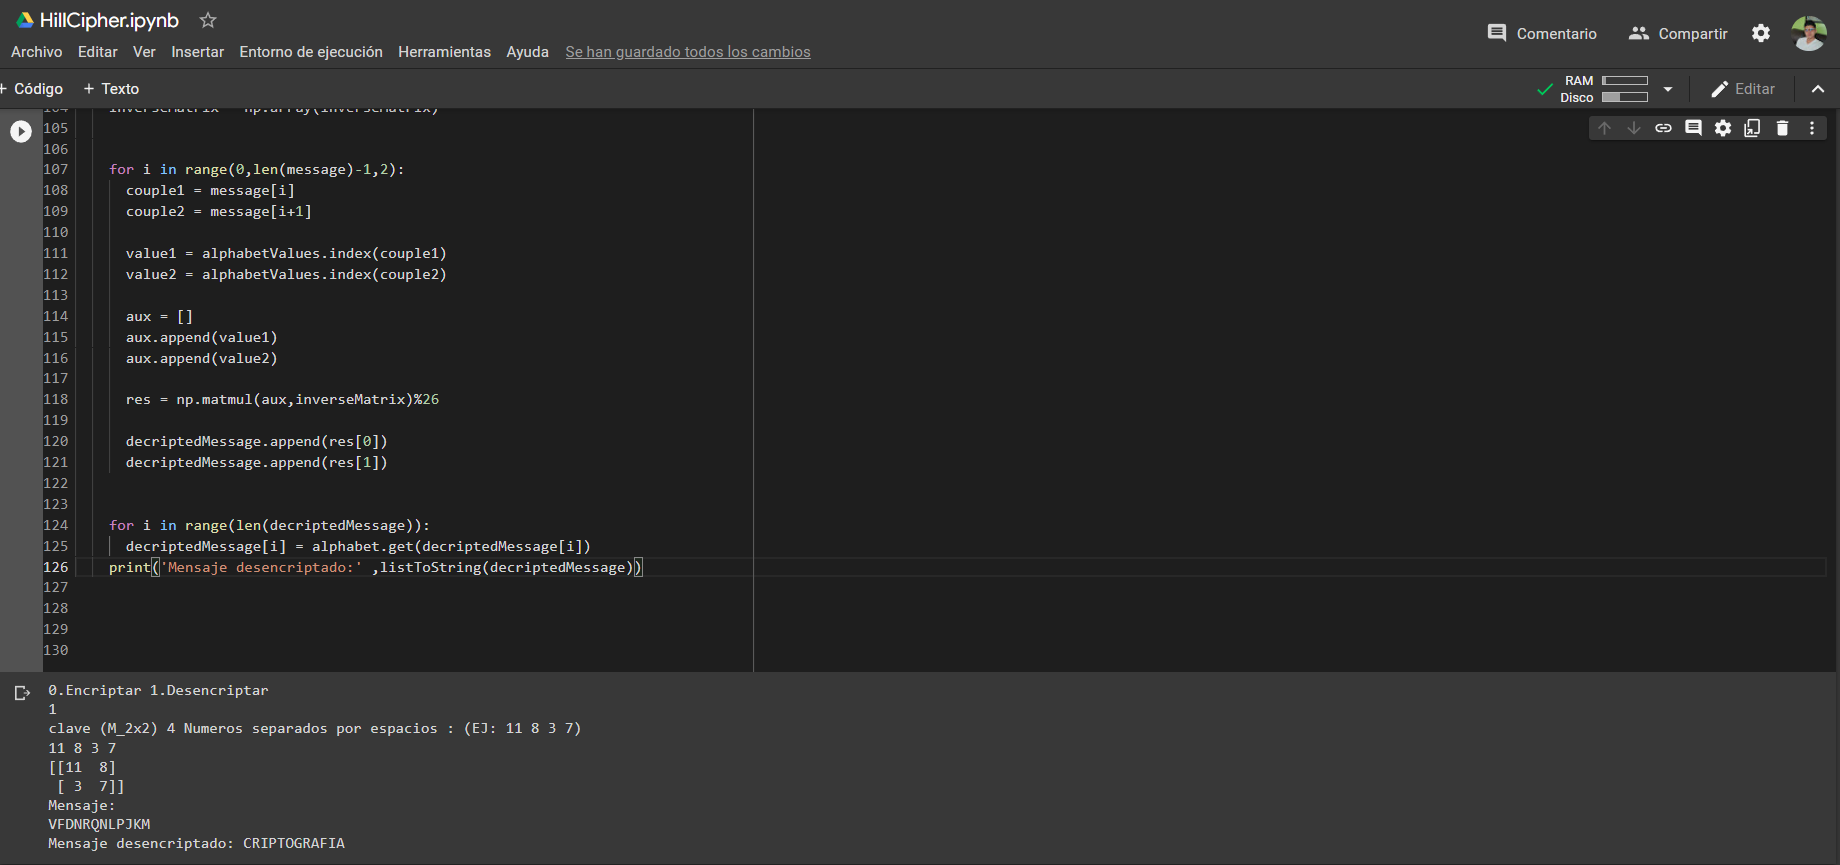 HillCipher.ipynb
Archivo Editar Ver Insertar Entorno de ejecución Herramientas Ayuda Se han guardado todos los cambios
Comentario Compartir
+ Código + Texto
RAM
Disco
Editar
104 inverseMatrix = np.array(inverseMatrix)
105
106
107 for i in range(0,len(message)-1,2):
108 couple1 = message[i]
109 couple2 = message[i+1]
110
111 value1 = alphabetValues.index(couple1)
112 value2 = alphabetValues.index(couple2)
113
114 aux = []
115 aux.append(value1)
116 aux.append(value2)
117
118 res = np.matmul(aux,inverseMatrix)%26
119
120 decriptedMessage.append(res[0])
121 decriptedMessage.append(res[1])
122
123
124 for i in range(len(decriptedMessage)):
125 decriptedMessage[i] = alphabet.get(decriptedMessage[i])
126 print('Mensaje desencriptado:' ,listToString(decriptedMessage))
127
128
129
130
0.Encriptar 1.Desencriptar
1
clave (M_2x2) 4 Numeros separados por espacios : (EJ: 11 8 3 7)
11 8 3 7
[[11  8]
 [ 3  7]]
Mensaje:
VFDNRQNLPJKM
Mensaje desencriptado: CRIPTOGRAFIA